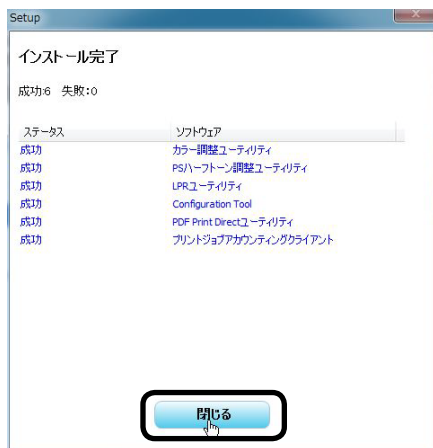 Setup
インストール完了
成功:6 失敗:0
ステータス ソフトウェア
成功 カラー調整ユーティリティ
成功 PSハーフトーン調整ユーティリティ
成功 LPRユーティリティ
成功 Configuration Tool
成功 PDF Print Directユーティリティ
成功 プリントジョブアカウンティングクライアント
閉じる